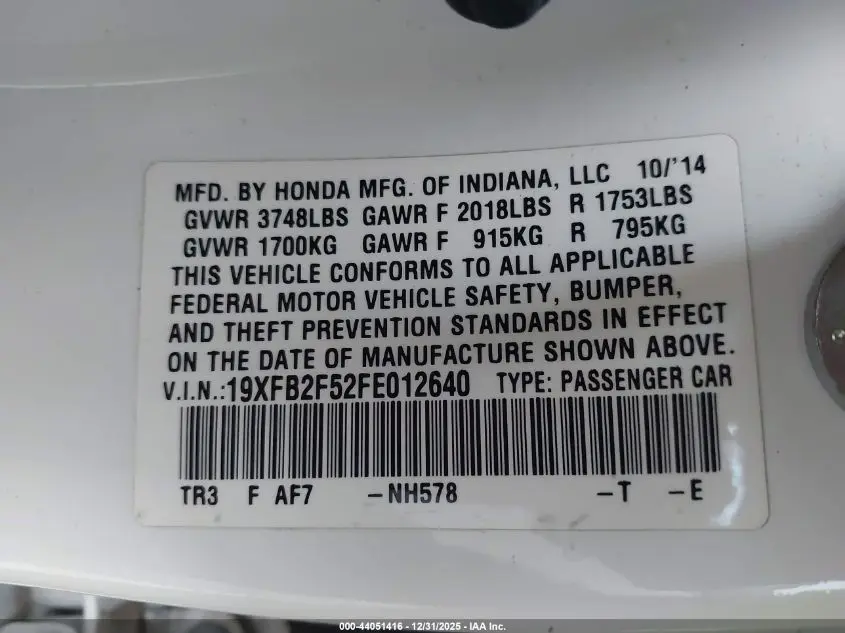 MFD. BY HONDA MFG. OF INDIANA, LLC 10/'14
GVWR 3748LBS GAWR F 2018LBS R 1753LBS
GVWR 1700KG GAWR F 915KG R 795KG
THIS VEHICLE CONFORMS TO ALL APPLICABLE
FEDERAL MOTOR VEHICLE SAFETY, BUMPER,
AND THEFT PREVENTION STANDARDS IN EFFECT
ON THE DATE OF MANUFACTURE SHOWN ABOVE.
V.I.N.:19XFB2F52FE012640 TYPE: PASSENGER CAR
TR3 F AF7 -NH578 -T -E
000-44051416 - 12/31/2025 - IAA Inc.